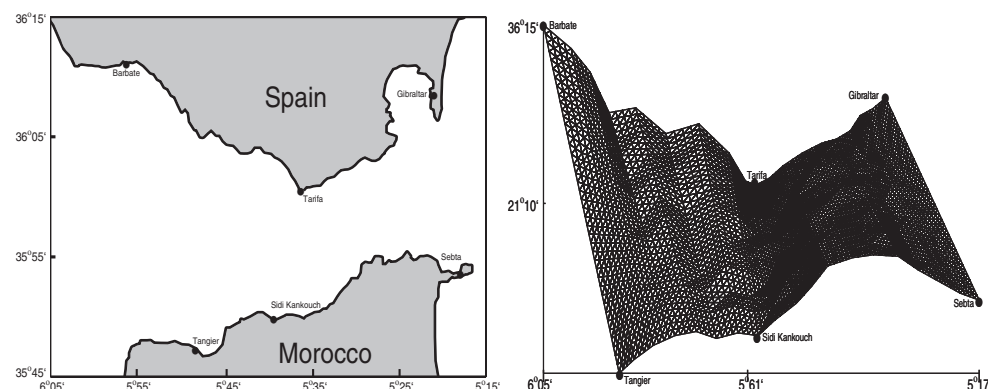 36°15'
Barbate
Spain
Gibraltar
36°05'
Tarifa
35°55'
Sebta
Sidi Kankouch
Tangier
Morocco
35°45'
6°05' 5°55' 5°45' 5°35' 5°25' 5°15'
36°15'
Barbate
Gibraltar
Tarifa
21°10'
Sebta
Sidi Kankouch
Tangier
6°05' 5°61' 5°17